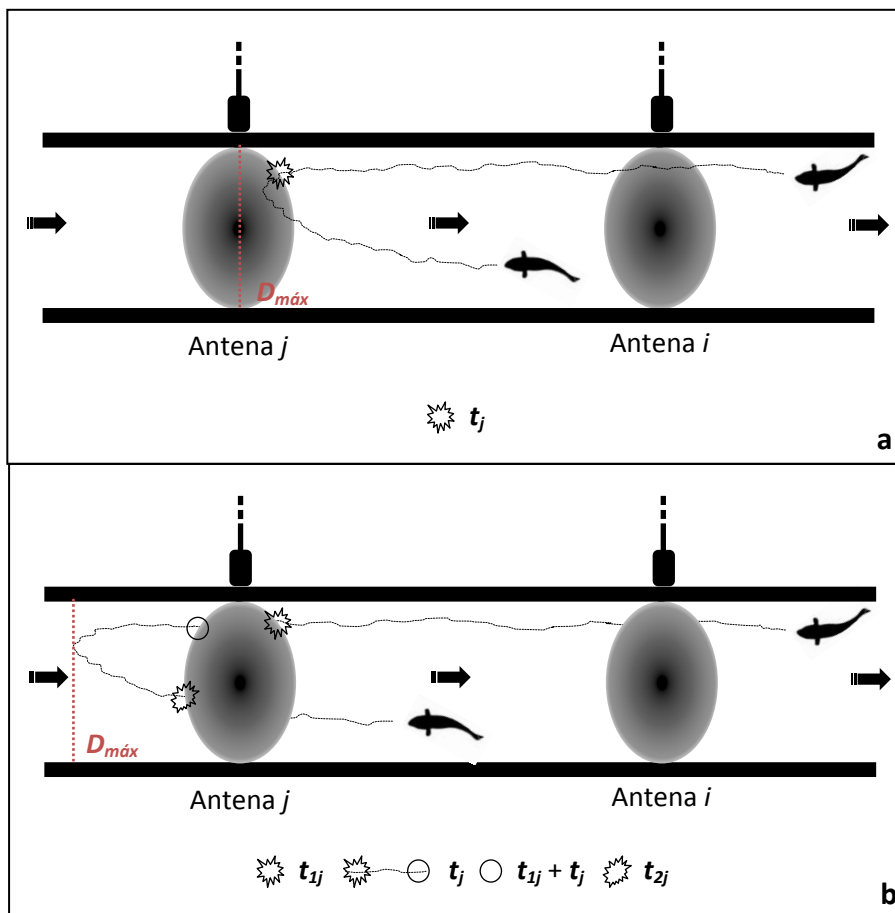 D_máx
Antena j Antena i
t_j
a
D_máx
Antena j Antena i
t_1j t_j t_1j + t_j t_2j
b